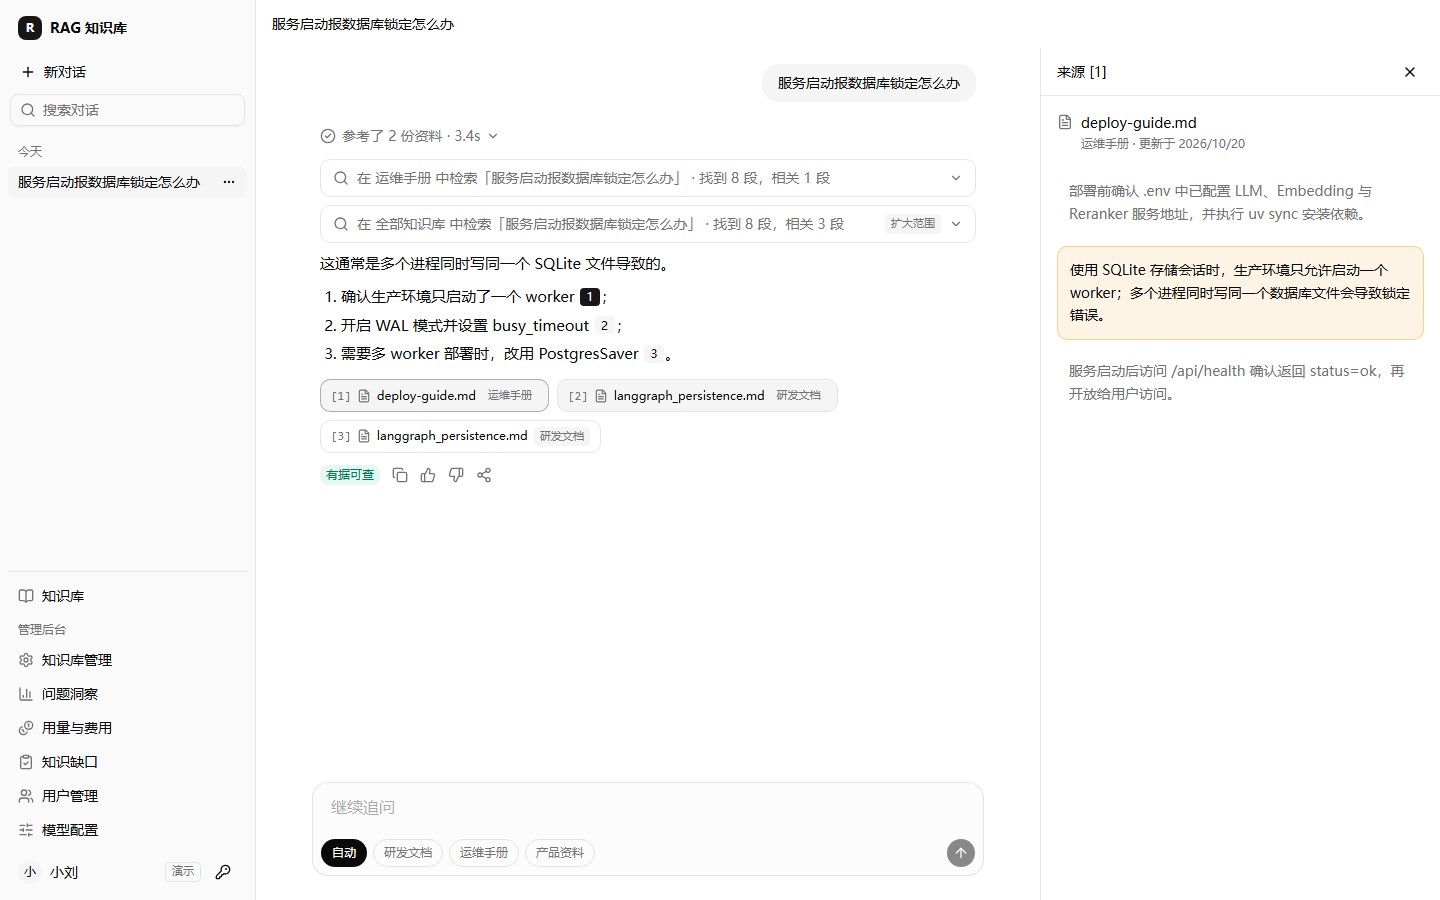 R RAG 知识库
新对话
搜索对话
今天
服务启动报数据库锁定怎么办
知识库
管理后台
知识库管理
问题洞察
用量与费用
知识缺口
用户管理
模型配置
小 小刘 演示
服务启动报数据库锁定怎么办
服务启动报数据库锁定怎么办
参考了 2 份资料 · 3.4s
在 运维手册 中检索「服务启动报数据库锁定怎么办」 · 找到 8 段，相关 1 段
在 全部知识库 中检索「服务启动报数据库锁定怎么办」 · 找到 8 段，相关 3 段 扩大范围
这通常是多个进程同时写同一个 SQLite 文件导致的。
1. 确认生产环境只启动了一个 worker 1 ；
2. 开启 WAL 模式并设置 busy_timeout 2 ；
3. 需要多 worker 部署时，改用 PostgresSaver 3 。
[1] deploy-guide.md 运维手册
[2] langgraph_persistence.md 研发文档
[3] langgraph_persistence.md 研发文档
有据可查
继续追问
自动 研发文档 运维手册 产品资料
来源 [1]
deploy-guide.md
运维手册 · 更新于 2026/10/20
部署前确认 .env 中已配置 LLM、Embedding 与
Reranker 服务地址，并执行 uv sync 安装依赖。
使用 SQLite 存储会话时，生产环境只允许启动一个
worker；多个进程同时写同一个数据库文件会导致锁定
错误。
服务启动后访问 /api/health 确认返回 status=ok，再
开放给用户访问。